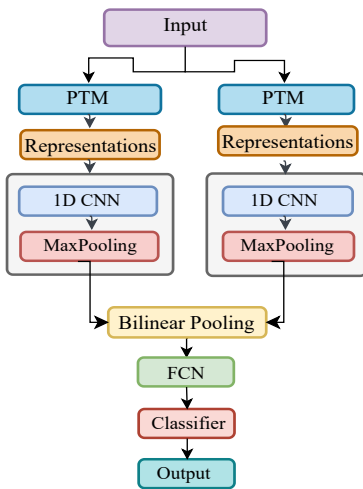 Input
PTM
PTM
Representations
Representations
1D CNN
1D CNN
MaxPooling
MaxPooling
Bilinear Pooling
FCN
Classifier
Output